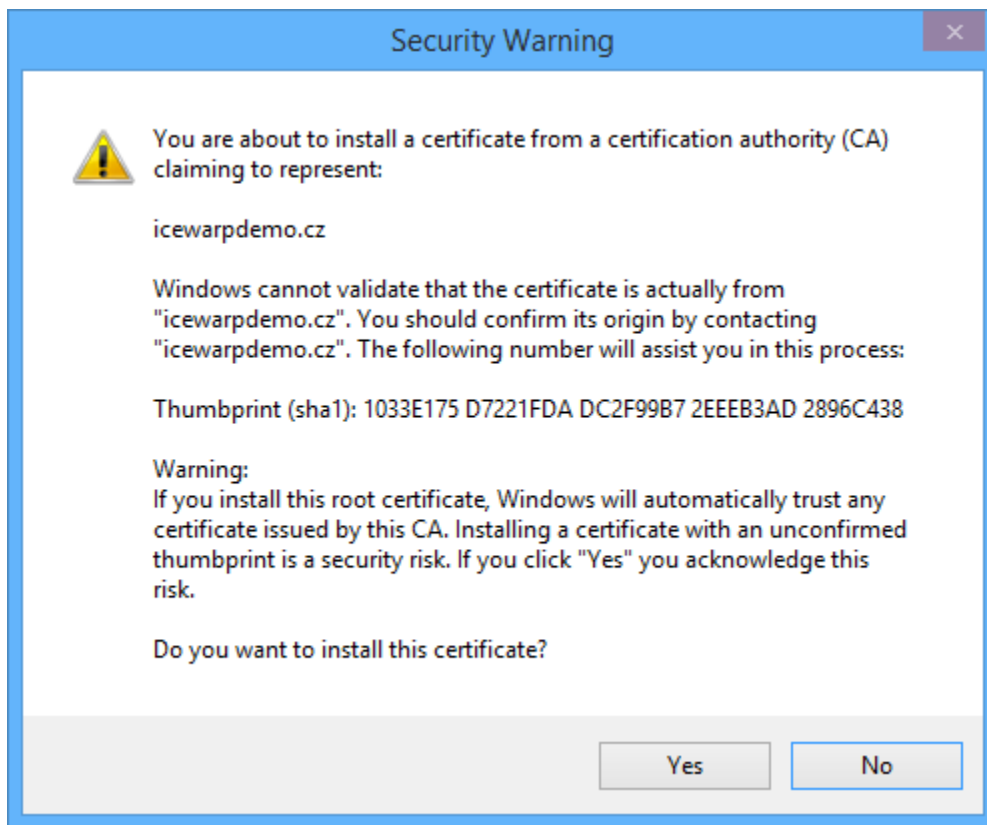 Security Warning
You are about to install a certificate from a certification authority (CA)
claiming to represent:
icewarpdemo.cz
Windows cannot validate that the certificate is actually from
"icewarpdemo.cz". You should confirm its origin by contacting
"icewarpdemo.cz". The following number will assist you in this process:
Thumbprint (sha1): 1033E175 D7221FDA DC2F99B7 2EEEB3AD 2896C438
Warning:
If you install this root certificate, Windows will automatically trust any
certificate issued by this CA. Installing a certificate with an unconfirmed
thumbprint is a security risk. If you click "Yes" you acknowledge this
risk.
Do you want to install this certificate?
Yes No